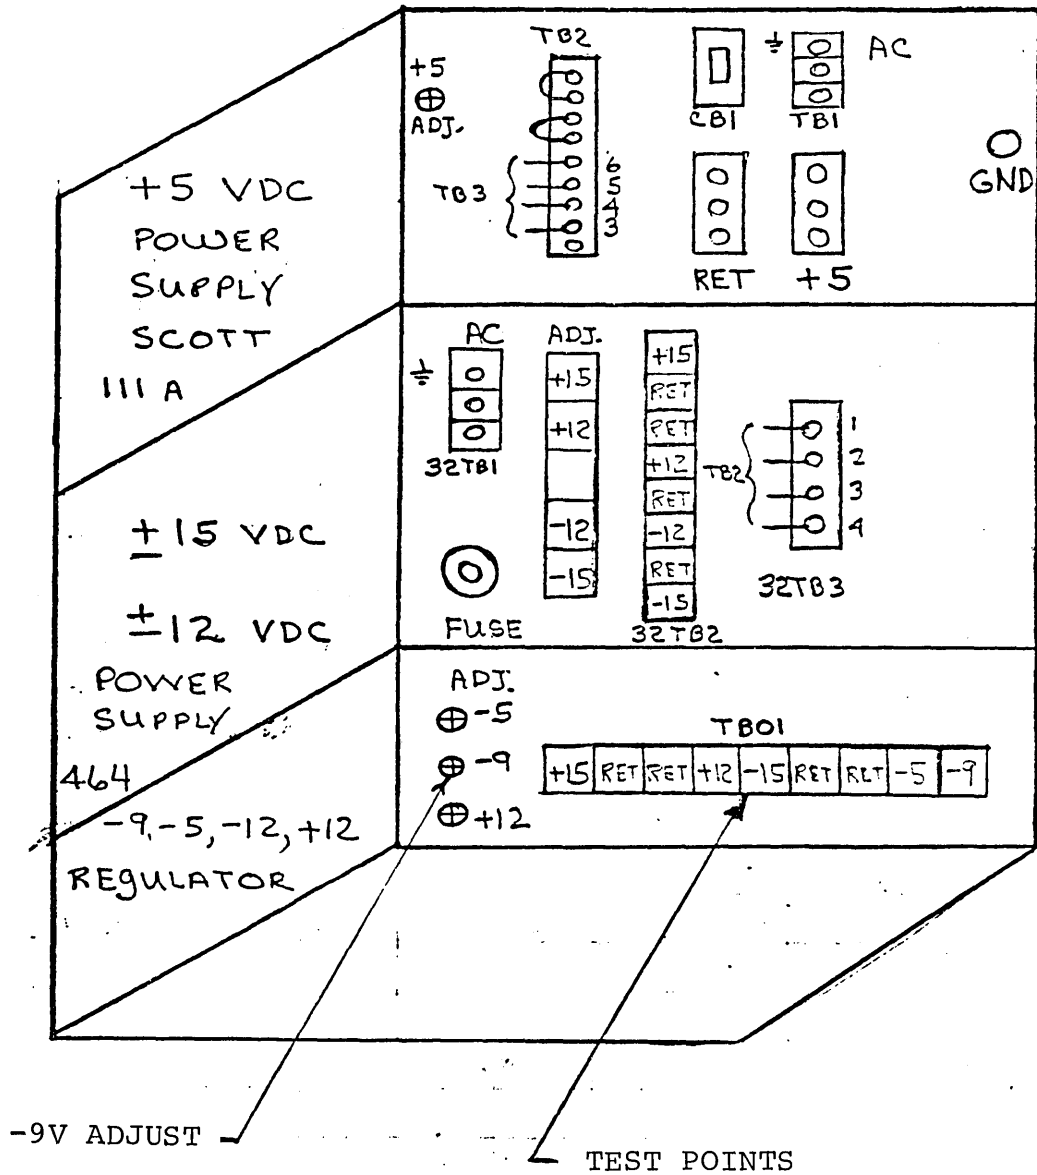 TB2
+5
ADJ.
CB1
TB1
AC
GND
TB3
6
5
4
3
RET
+5
+5 VDC
POWER
SUPPLY
SCOTT
111 A
AC
ADJ.
+15
+12
-12
-15
32TB1
FUSE
+15
RET
RET
+12
RET
-12
RET
-15
32TB2
TB2
1
2
3
4
32TB3
±15 VDC
±12 VDC
POWER
SUPPLY
464
ADJ.
-5
-9
+12
TB01
+15 RET RET +12 -15 RET RET -5 -9
-9,-5,-12,+12
REGULATOR
-9V ADJUST
TEST POINTS